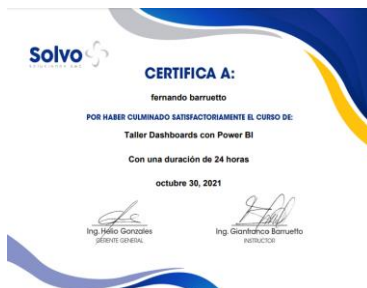 Solvo
CERTIFICA A:
fernando barruetto
POR HABER CULMINADO SATISFACTORIAMENTE EL CURSO DE:
Taller Dashboards con Power BI
Con una duración de 24 horas
octubre 30, 2021
Ing. Helio Gonzales
GERENTE GENERAL
Ing. Gianfranco Barruetto
INSTRUCTOR